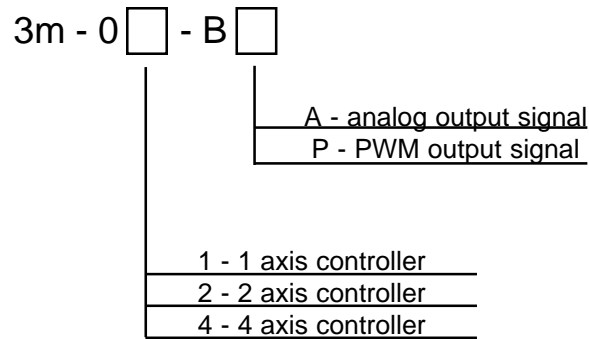 3m - 0 - B
A - analog output signal
P - PWM output signal
1 - 1 axis controller
2 - 2 axis controller
4 - 4 axis controller